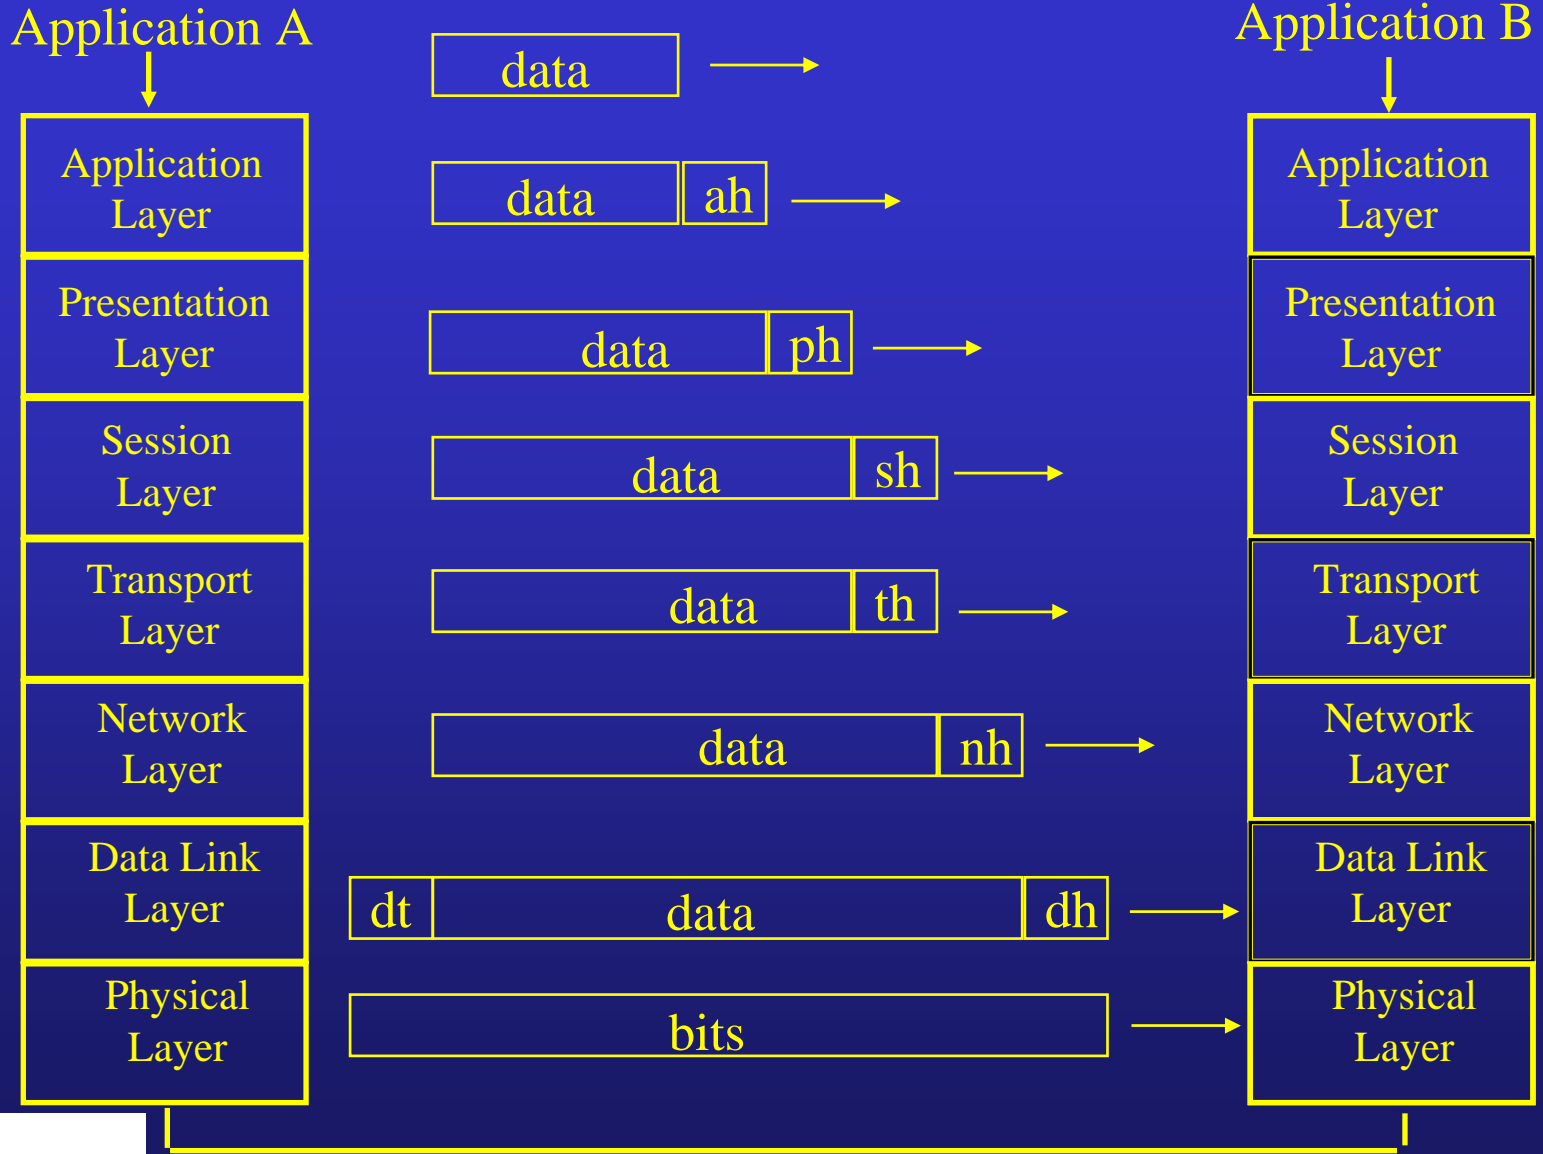 Application A
data
Application B
Application
Layer
data ah
Application
Layer
Presentation
Layer
data ph
Presentation
Layer
Session
Layer
data sh
Session
Layer
Transport
Layer
data th
Transport
Layer
Network
Layer
data nh
Network
Layer
Data Link
Layer
dt data dh
Data Link
Layer
Physical
Layer
bits
Physical
Layer